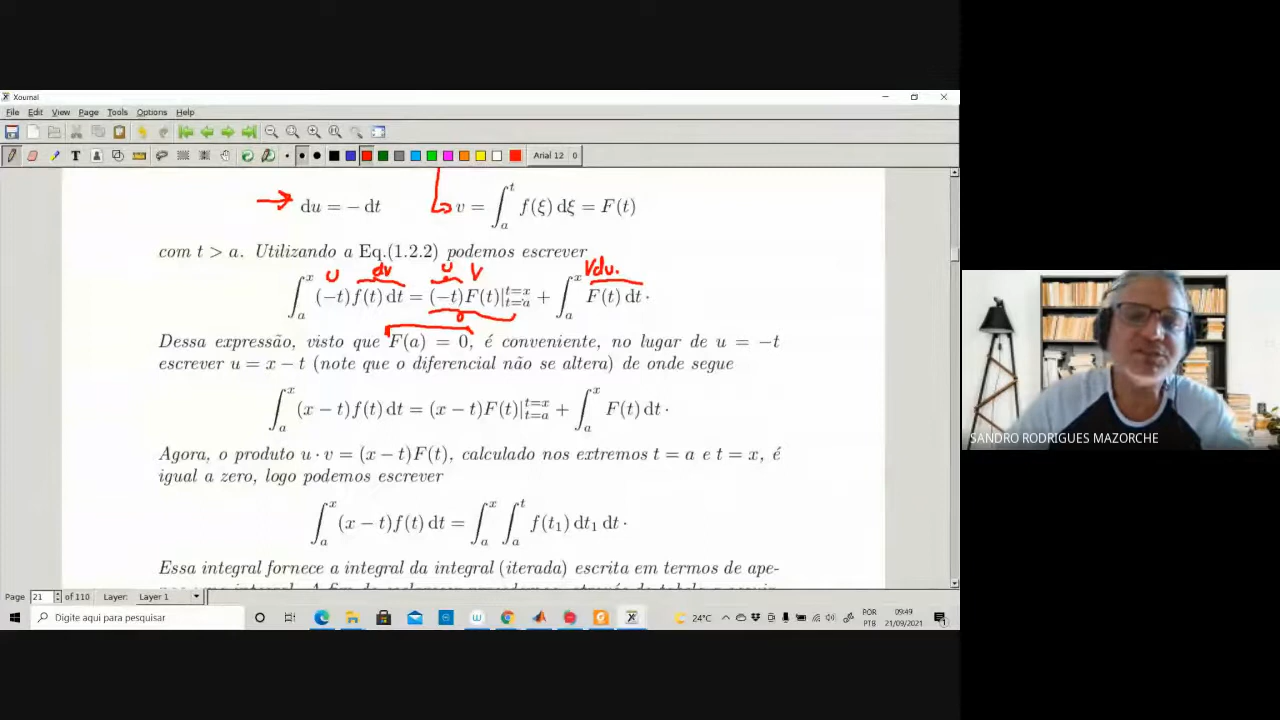 Xournal
File Edit View Page Tools Options Help
Arial 12 0
du = − dt v = ∫_a^t f(ξ) dξ = F(t)
com t > a. Utilizando a Eq.(1.2.2) podemos escrever
u dv u v vdu.
∫_a^x (−t)f(t) dt = (−t)F(t)|_{t=a}^{t=x} + ∫_a^x F(t) dt·
Dessa expressão, visto que F(a) = 0, é conveniente, no lugar de u = −t
escrever u = x − t (note que o diferencial não se altera) de onde segue
∫_a^x (x − t)f(t) dt = (x − t)F(t)|_{t=a}^{t=x} + ∫_a^x F(t) dt·
Agora, o produto u · v = (x − t)F(t), calculado nos extremos t = a e t = x, é
igual a zero, logo podemos escrever
∫_a^x (x − t)f(t) dt = ∫_a^x ∫_a^t f(t₁) dt₁ dt·
Essa integral fornece a integral da integral (iterada) escrita em termos de ape-
Page 21 of 110 Layer: Layer 1
Digite aqui para pesquisar
24°C
POR
PTB
09:49
21/09/2021
SANDRO RODRIGUES MAZORCHE